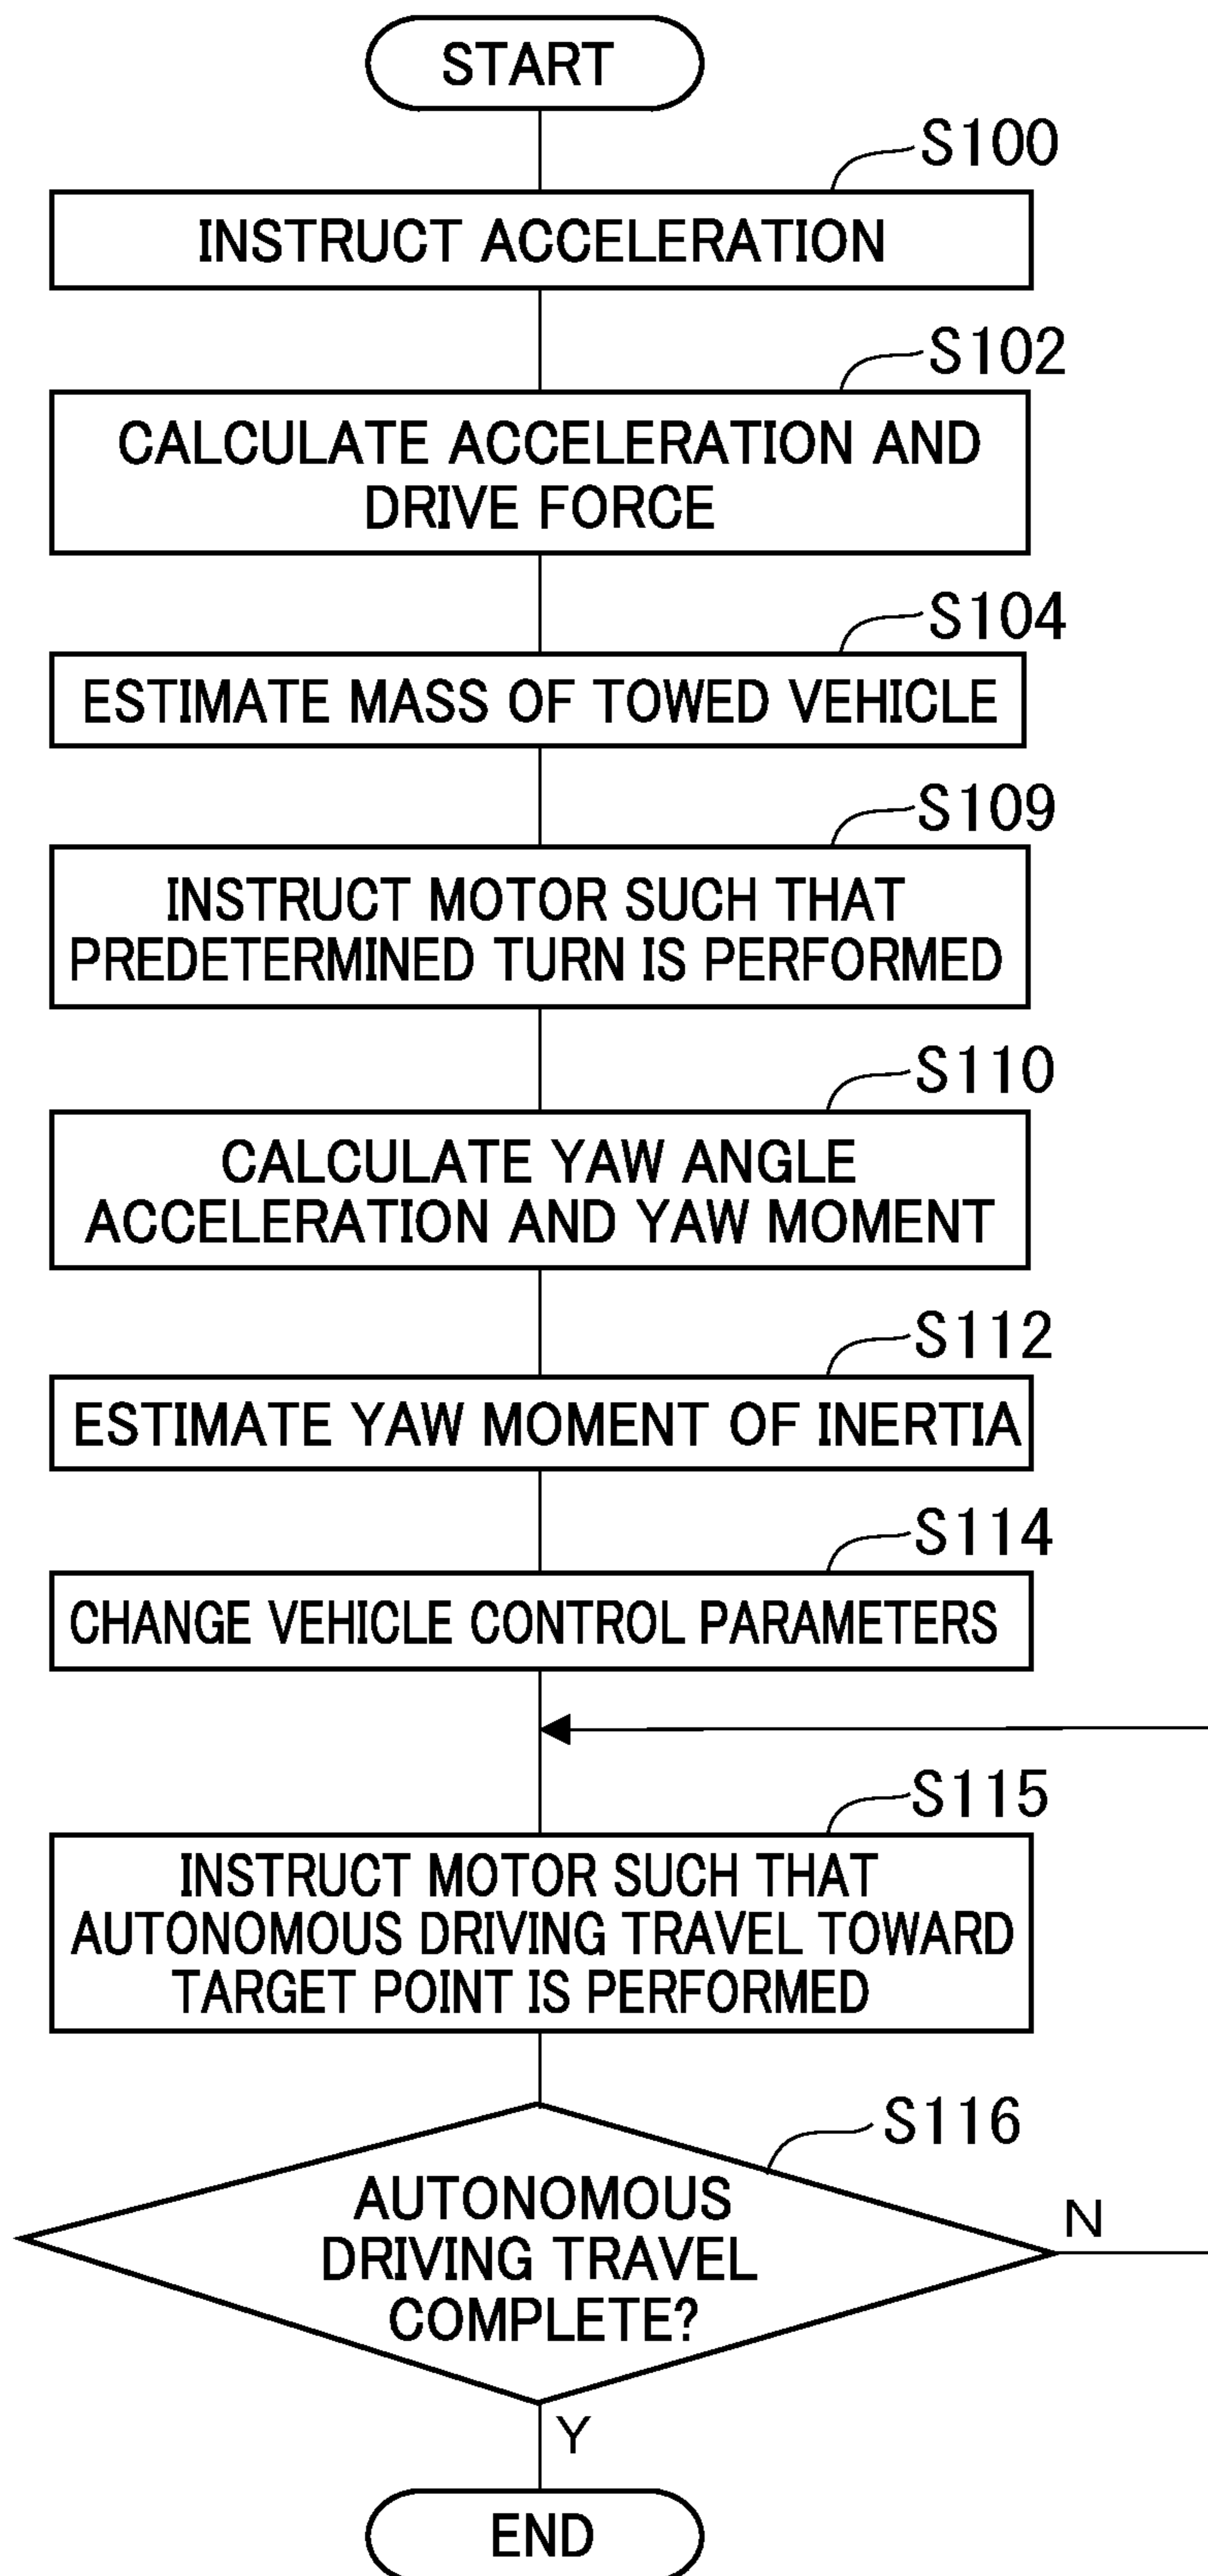 START
S100
INSTRUCT ACCELERATION
S102
CALCULATE ACCELERATION AND
DRIVE FORCE
S104
ESTIMATE MASS OF TOWED VEHICLE
S109
INSTRUCT MOTOR SUCH THAT
PREDETERMINED TURN IS PERFORMED
S110
CALCULATE YAW ANGLE
ACCELERATION AND YAW MOMENT
S112
ESTIMATE YAW MOMENT OF INERTIA
S114
CHANGE VEHICLE CONTROL PARAMETERS
S115
INSTRUCT MOTOR SUCH THAT
AUTONOMOUS DRIVING TRAVEL TOWARD
TARGET POINT IS PERFORMED
S116
AUTONOMOUS
DRIVING TRAVEL
COMPLETE?
N
Y
END